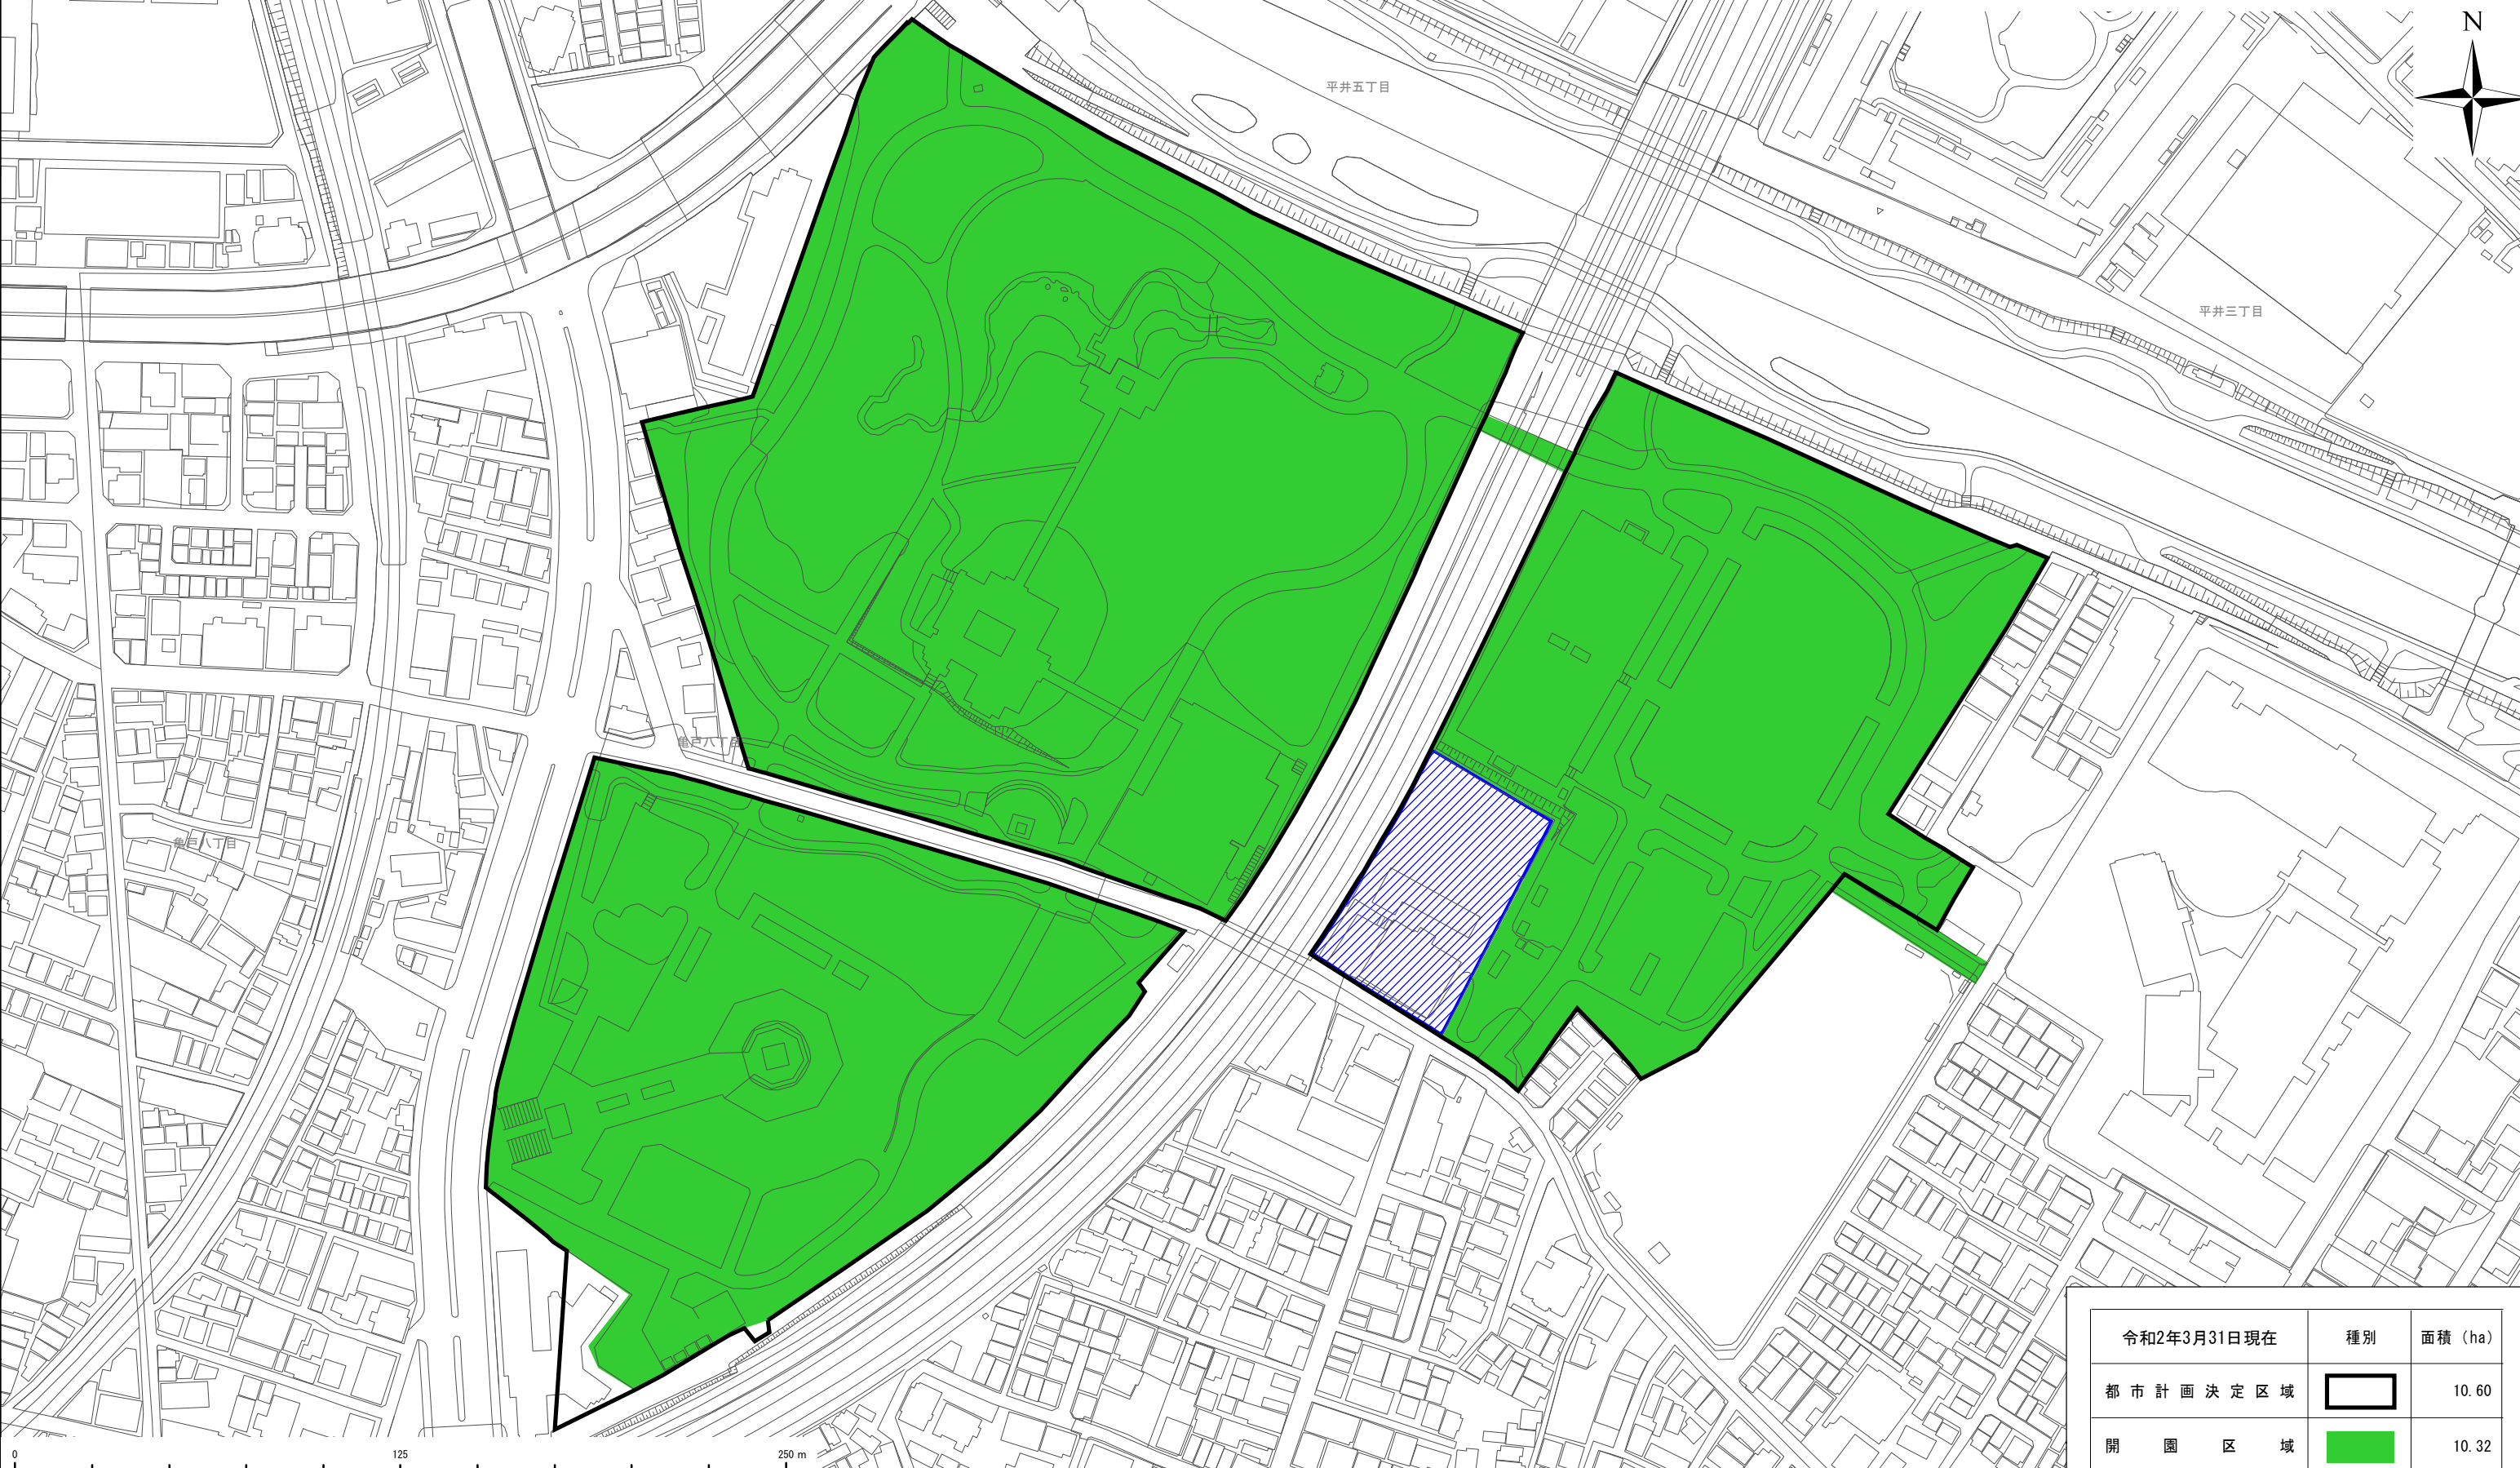 N
平井五丁目
平井三丁目
亀戸八丁目
亀戸八丁目
令和2年3月31日現在 種別 面積（ha）
都市計画決定区域 10.60
開園区域 10.32
0 125 250 m